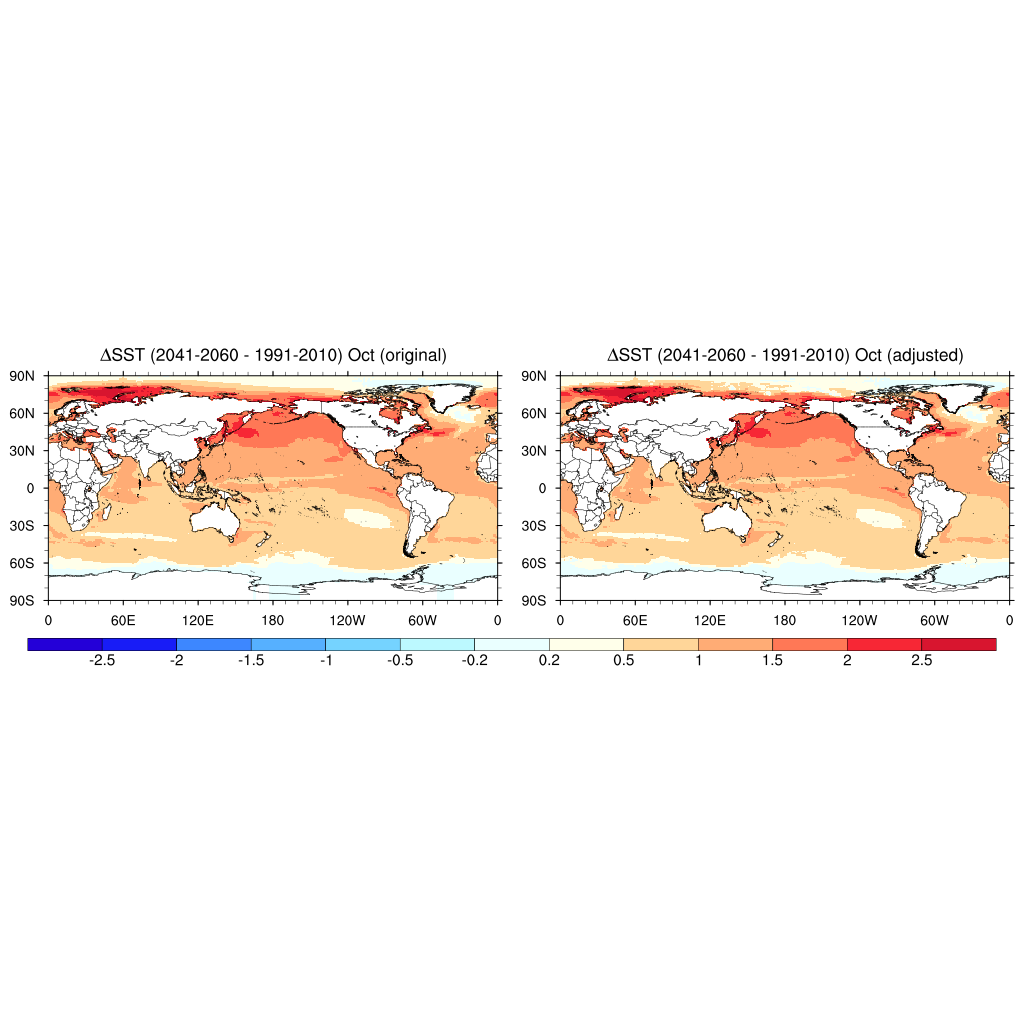 ΔSST (2041-2060 - 1991-2010) Oct (original)
90N
60N
30N
0
30S
60S
90S
0 60E 120E 180 120W 60W 0
ΔSST (2041-2060 - 1991-2010) Oct (adjusted)
90N
60N
30N
0
30S
60S
90S
0 60E 120E 180 120W 60W 0
-2.5 -2 -1.5 -1 -0.5 -0.2 0.2 0.5 1 1.5 2 2.5